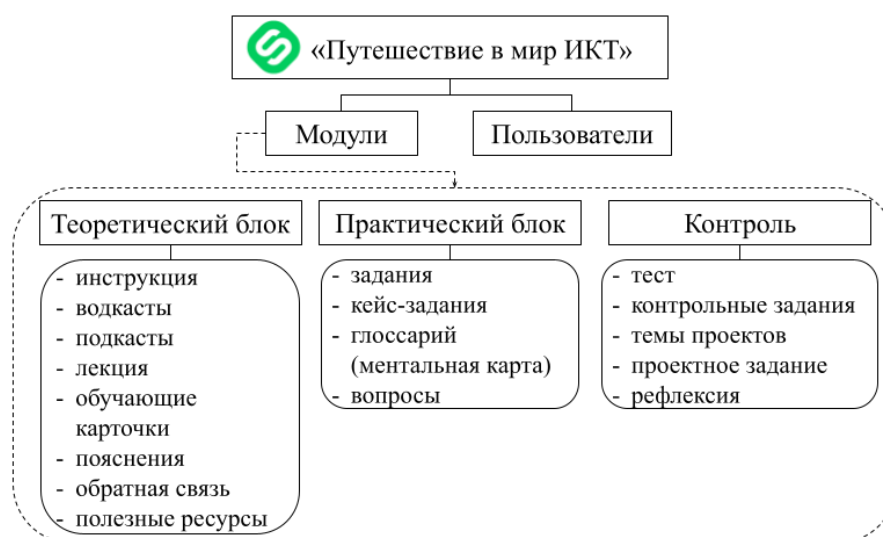 «Путешествие в мир ИКТ»
Модули
Пользователи
Теоретический блок
- инструкция
- водкасты
- подкасты
- лекция
- обучающие
карточки
- пояснения
- обратная связь
- полезные ресурсы
Практический блок
- задания
- кейс-задания
- глоссарий
(ментальная карта)
- вопросы
Контроль
- тест
- контрольные задания
- темы проектов
- проектное задание
- рефлексия